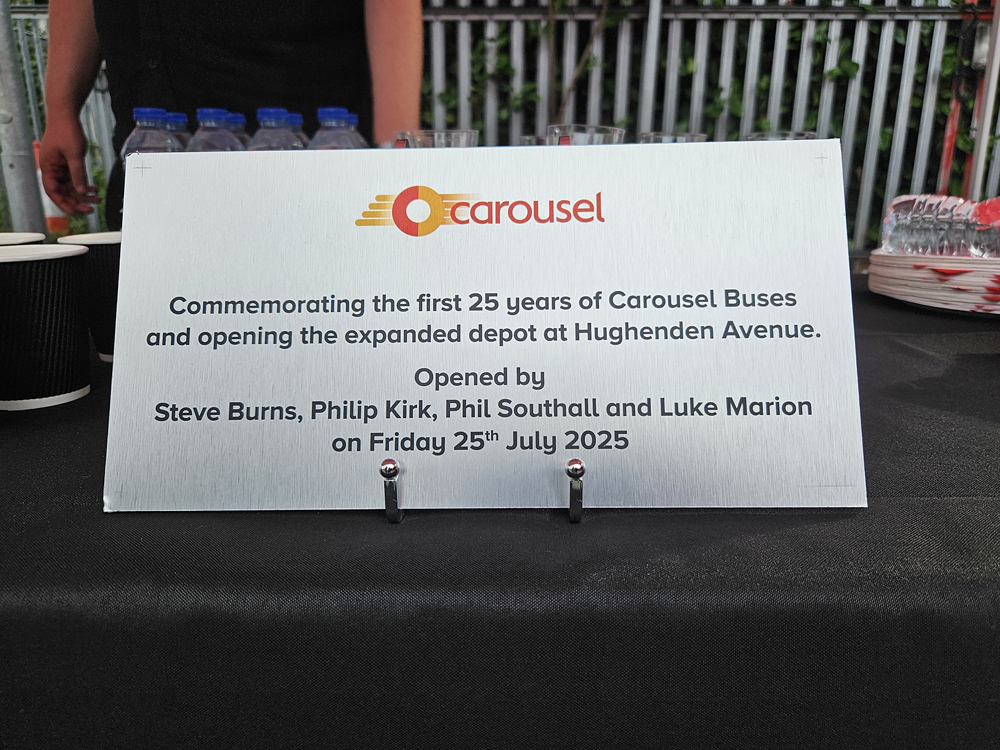 carousel
Commemorating the first 25 years of Carousel Buses
and opening the expanded depot at Hughenden Avenue.
Opened by
Steve Burns, Philip Kirk, Phil Southall and Luke Marion
on Friday 25th July 2025